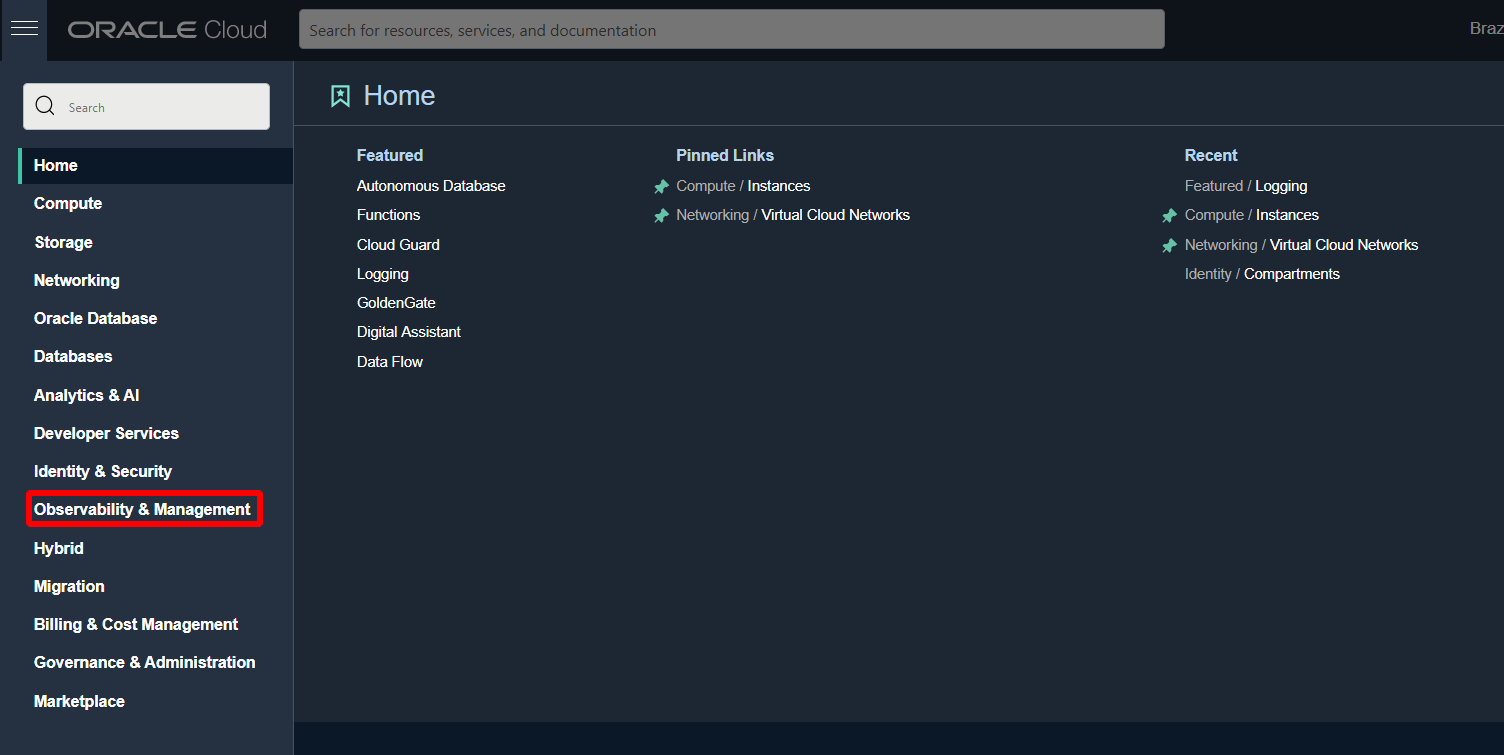 ORACLE Cloud
Search for resources, services, and documentation
Braz
Search
Home
Compute
Storage
Networking
Oracle Database
Databases
Analytics & AI
Developer Services
Identity & Security
Observability & Management
Hybrid
Migration
Billing & Cost Management
Governance & Administration
Marketplace
Home
Featured
Autonomous Database
Functions
Cloud Guard
Logging
GoldenGate
Digital Assistant
Data Flow
Pinned Links
Compute / Instances
Networking / Virtual Cloud Networks
Recent
Featured / Logging
Compute / Instances
Networking / Virtual Cloud Networks
Identity / Compartments